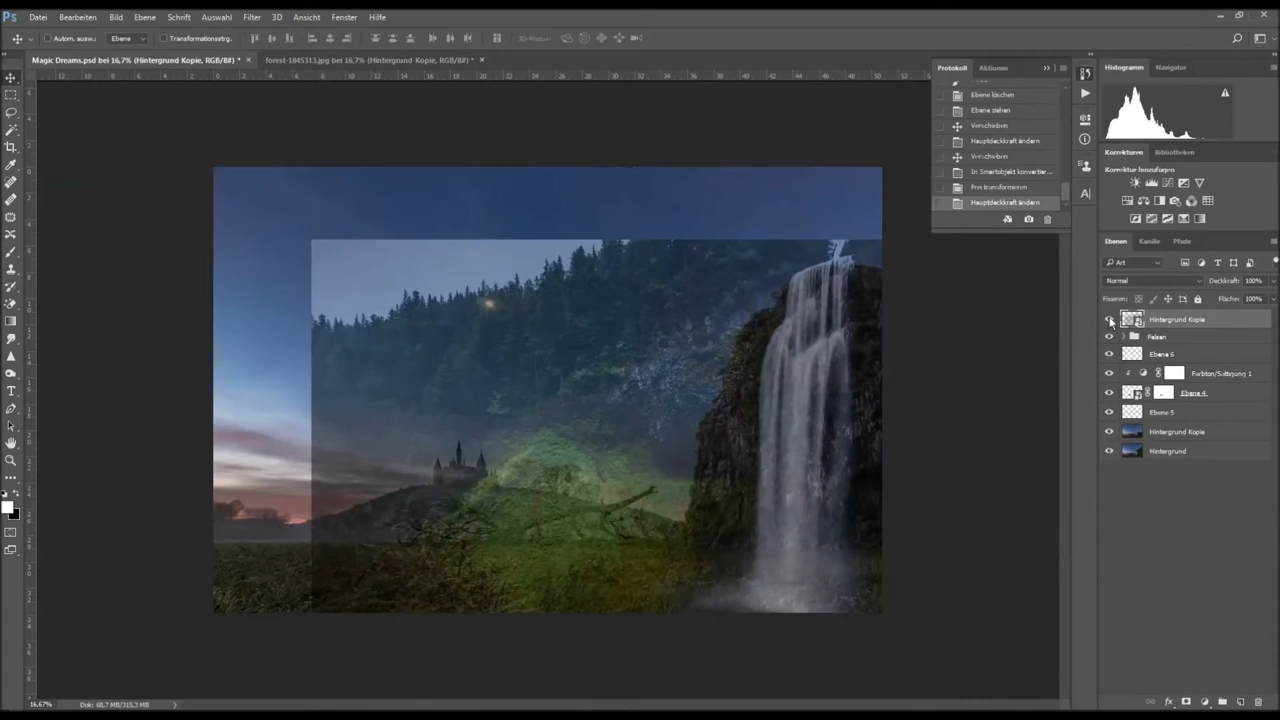 Ps Datei Bearbeiten Bild Ebene Schrift Auswahl Filter 3D Ansicht Fenster Hilfe
Autom. ausw.: Ebene Transformationsstrg. 3D-Modus:
Magic Dreams.psd bei 16,7% (Hintergrund Kopie, RGB/8#) * × forest-1845313.jpg bei 16,7% (Hintergrund Kopie, RGB/8#) * ×
Protokoll Aktionen
Ebene löschen
Ebene ziehen
Verschieben
Hauptdeckkraft ändern
Verschieben
In Smartobjekt konvertier...
Frei transformieren
Hauptdeckkraft ändern
Histogramm Navigator
Korrekturen Bibliotheken
Korrektur hinzufügen
Ebenen Kanäle Pfade
Art
Normal Deckkraft: 100%
Fixieren: Fläche: 100%
Hintergrund Kopie
Felsen
Ebene 6
Farbton/Sättigung 1
Ebene 4
Ebene 5
Hintergrund Kopie
Hintergrund
16,67% Dok: 68,7 MB/315,3 MB